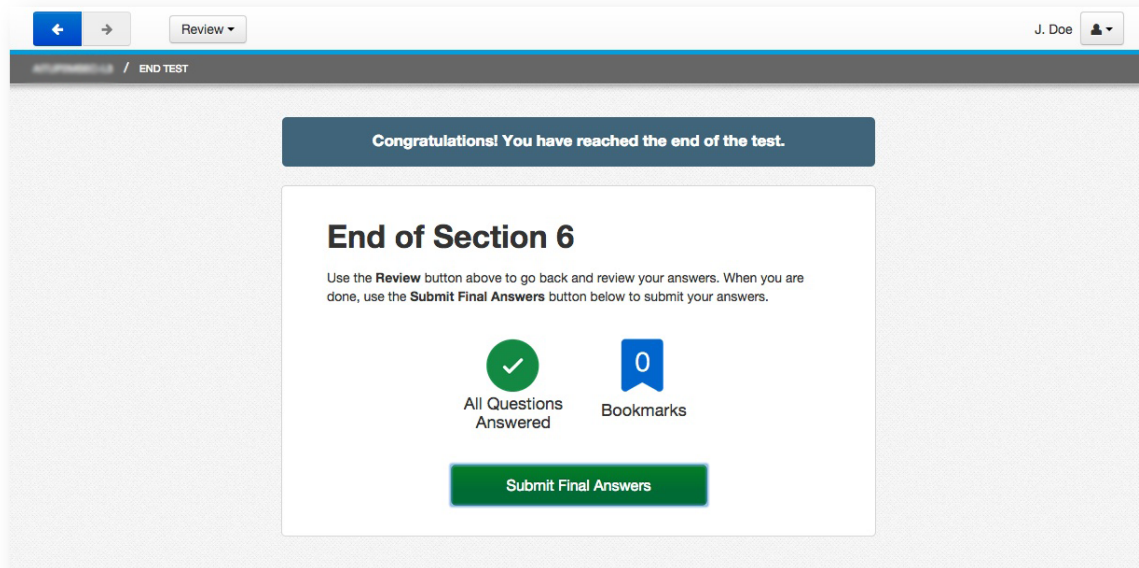 Review
J. Doe
/ END TEST
Congratulations! You have reached the end of the test.
End of Section 6
Use the Review button above to go back and review your answers. When you are
done, use the Submit Final Answers button below to submit your answers.
All Questions
Answered
0
Bookmarks
Submit Final Answers